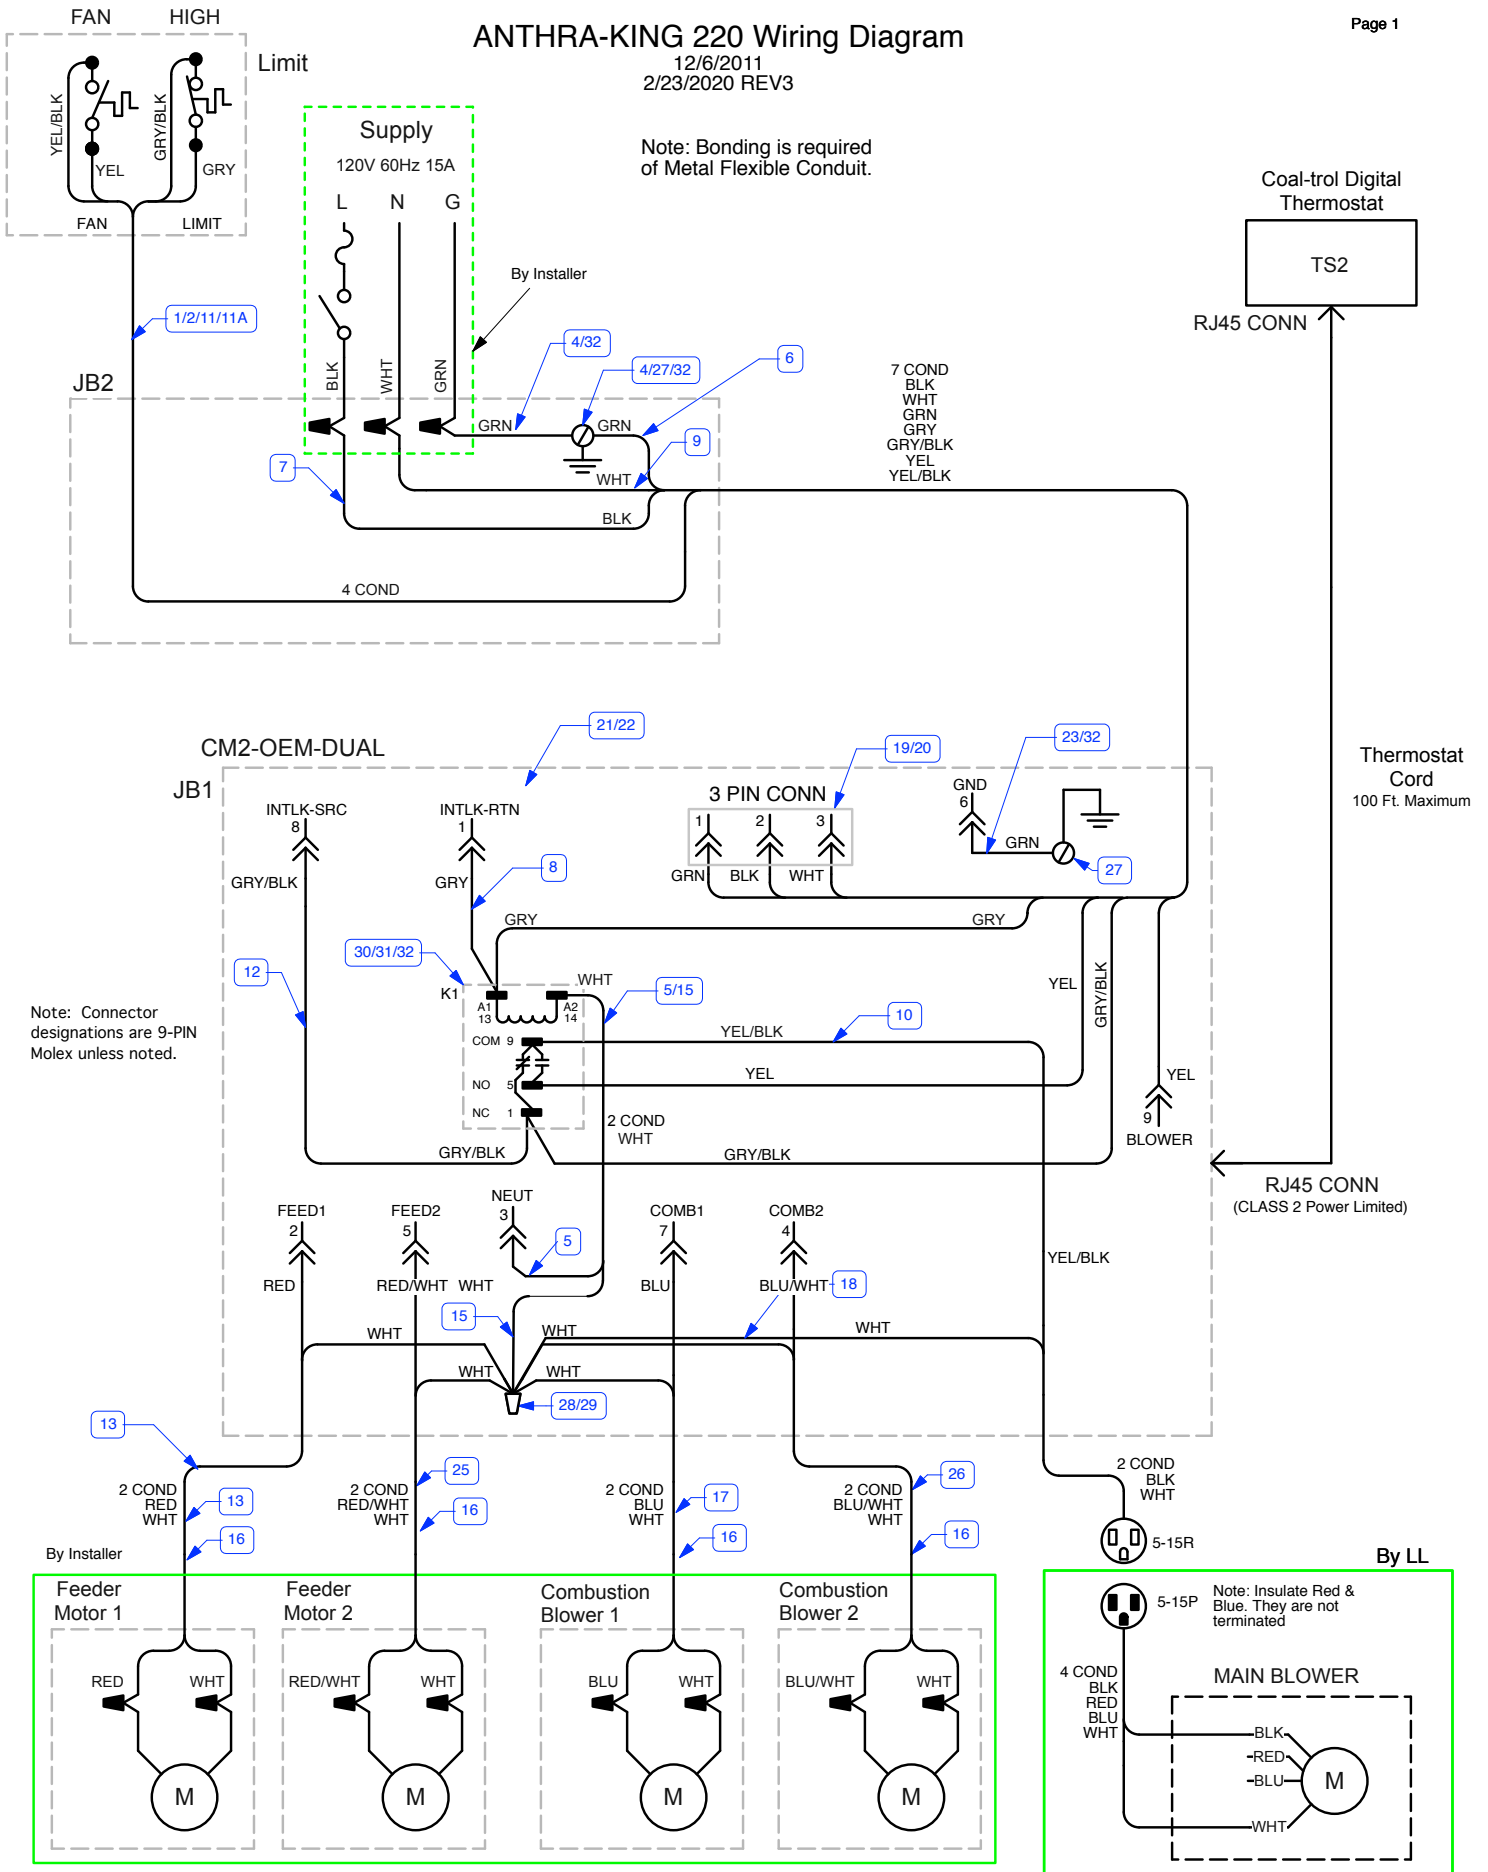 Page 1
ANTHRA-KING 220 Wiring Diagram
12/6/2011
2/23/2020 REV3
Note: Bonding is required
of Metal Flexible Conduit.
FAN
HIGH
Limit
YEL/BLK
GRY/BLK
YEL
GRY
FAN
LIMIT
1/2/11/11A
Supply
120V 60Hz 15A
L N G
By Installer
BLK
WHT
GRN
JB2
4/32
4/27/32
6
GRN
GRN
9
7
WHT
BLK
4 COND
7 COND
BLK
WHT
GRN
GRY
GRY/BLK
YEL
YEL/BLK
Coal-trol Digital
Thermostat
TS2
RJ45 CONN
Thermostat
Cord
100 Ft. Maximum
CM2-OEM-DUAL
JB1
21/22
19/20
23/32
INTLK-SRC
8
INTLK-RTN
1
3 PIN CONN
1 2 3
GND
6
GRN
27
GRY/BLK
GRY
8
GRN
BLK
WHT
GRY
GRY
30/31/32
12
K1
WHT
5/15
YEL
GRY/BLK
10
A1
13
A2
14
COM 9
YEL/BLK
NO 5
YEL
NC 1
2 COND
WHT
GRY/BLK
GRY/BLK
YEL
9
BLOWER
Note: Connector
designations are 9-PIN
Molex unless noted.
RJ45 CONN
(CLASS 2 Power Limited)
FEED1
2
FEED2
5
NEUT
3
COMB1
7
COMB2
4
5
RED
RED/WHT
WHT
BLU
BLU/WHT
18
YEL/BLK
15
WHT
WHT
WHT
WHT
WHT
28/29
13
2 COND
RED
WHT
13
16
25
2 COND
RED/WHT
WHT
16
2 COND
BLU
WHT
17
16
2 COND
BLU/WHT
WHT
26
16
2 COND
BLK
WHT
5-15R
By Installer
Feeder
Motor 1
RED
WHT
M
Feeder
Motor 2
RED/WHT
WHT
M
Combustion
Blower 1
BLU
WHT
M
Combustion
Blower 2
BLU/WHT
WHT
M
By LL
5-15P
Note: Insulate Red &
Blue. They are not
terminated
4 COND
BLK
RED
BLU
WHT
MAIN BLOWER
BLK
RED
BLU
WHT
M